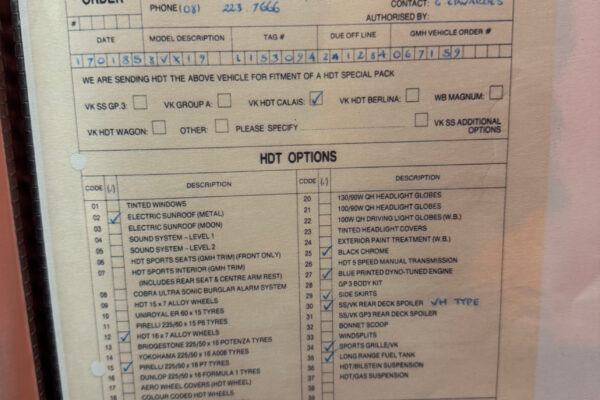 ORDER
PHONE (08) 223 7666
CONTACT:
AUTHORISED BY:
#
DATE MODEL DESCRIPTION TAG # DUE OFF LINE GMH VEHICLE ORDER #
WE ARE SENDING HDT THE ABOVE VEHICLE FOR FITMENT OF A HDT SPECIAL PACK
VK SS GP.3: VK GROUP A: VK HDT CALAIS: ✓ VK HDT BERLINA: WB MAGNUM:
VK HDT WAGON: OTHER: PLEASE SPECIFY VK SS ADDITIONAL
OPTIONS
HDT OPTIONS
CODE (✓) DESCRIPTION
01 TINTED WINDOWS
02 ✓ ELECTRIC SUNROOF (METAL)
03 ELECTRIC SUNROOF (MOON)
04 SOUND SYSTEM – LEVEL 1
05 SOUND SYSTEM – LEVEL 2
06 HDT SPORTS SEATS (GMH TRIM) (FRONT ONLY)
07 HDT SPORTS INTERIOR (GMH TRIM)
(INCLUDES REAR SEAT & CENTRE ARM REST)
08 COBRA ULTRA SONIC BURGLAR ALARM SYSTEM
09 HDT 15 x 7 ALLOY WHEELS
10 UNIROYAL ER 60 x 15 TYRES
11 PIRELLI 235/60 x 15 P6 TYRES
12 ✓ HDT 16 x 7 ALLOY WHEELS
13 BRIDGESTONE 225/50 x 16 POTENZA TYRES
14 YOKOHAMA 225/50 x 16 A008 TYRES
15 ✓ PIRELLI 225/50 x 16 P7 TYRES
16 DUNLOP 225/50 x 16 FORMULA 1 TYRES
17 AERO WHEEL COVERS (HDT WHEEL)
18 COLOUR CODED HDT WHEELS
CODE (✓) DESCRIPTION
20 130/90W QH HEADLIGHT GLOBES
21 100/90W QH HEADLIGHT GLOBES
22 100W QH DRIVING LIGHT GLOBES (W.B.)
23 TINTED HEADLIGHT COVERS
24 EXTERIOR PAINT TREATMENT (W.B.)
25 ✓ BLACK CHROME
26 HDT 5 SPEED MANUAL TRANSMISSION
27 ✓ BLUE PRINTED DYNO-TUNED ENGINE
28 GP 3 BODY KIT
29 ✓ SIDE SKIRTS
30 ✓ SS/VK REAR DECK SPOILER VH TYPE
31 SS/VK GP3 REAR DECK SPOILER
32 BONNET SCOOP
33 WINDSPLITS
34 ✓ SPORTS GRILLE/VK
35 ✓ LONG RANGE FUEL TANK
36 HDT/BILSTEIN SUSPENSION
37 HDT/GAS SUSPENSION
38